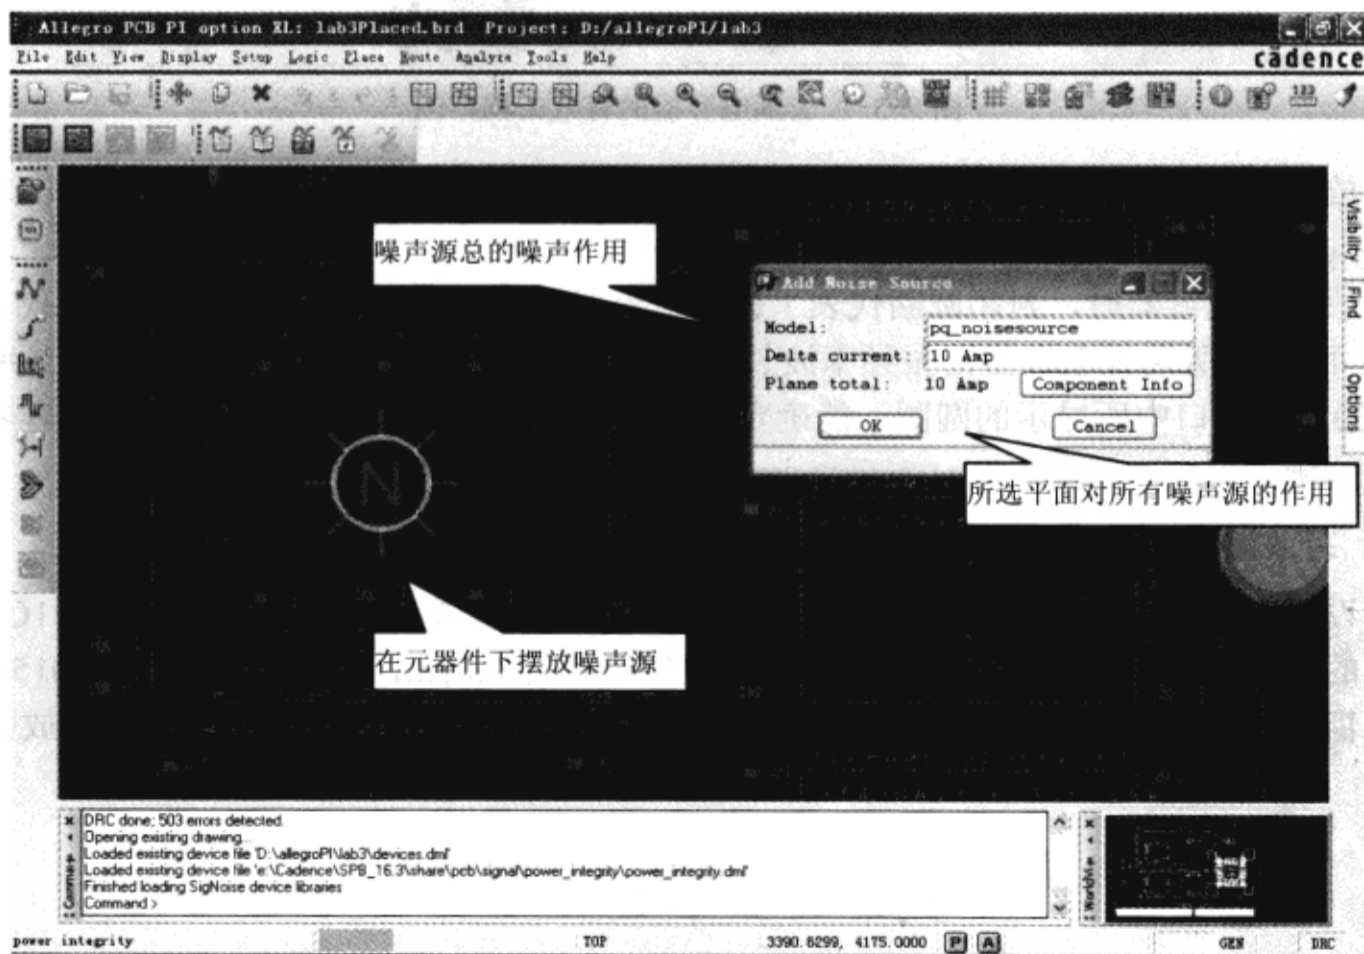 Allegro PCB PI option XL: lab3Placed.brd Project: D:/allegroPI/lab3
File Edit View Display Setup Logic Place Route Analyze Tools Help
cādence
噪声源总的噪声作用
Add Noise Source
Model: pq_noisesource
Delta current: 10 Amp
Plane total: 10 Amp Component Info
OK Cancel
所选平面对所有噪声源的作用
N
在元器件下摆放噪声源
Visibility
Find
Options
DRC done; 503 errors detected.
Opening existing drawing...
Loaded existing device file 'D:\allegroPI\lab3\devices.dml'
Loaded existing device file 'e:\Cadence\SPB_16.3\share\pcb\signal\power_integrity\power_integrity.dml'
Finished loading SigNoise device libraries
Command >
Command
WorldView
power integrity TOP 3390.6299, 4175.0000 P A GEN DRC